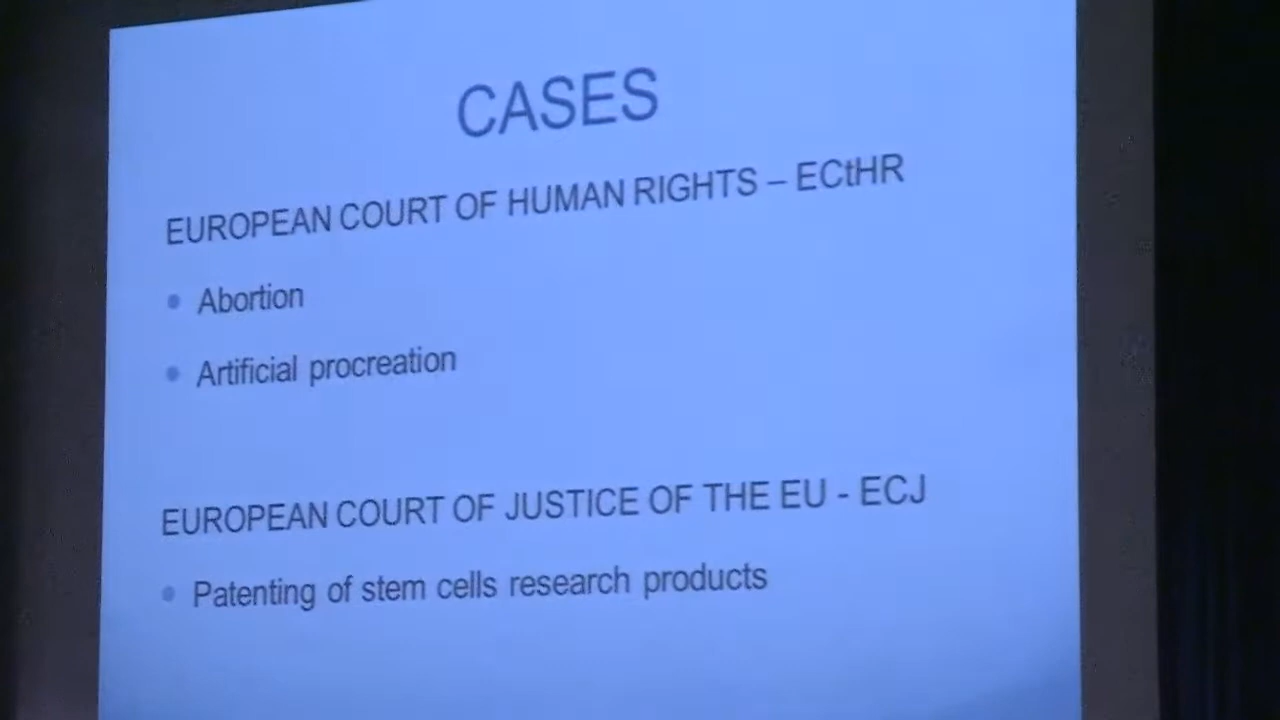 CASES
EUROPEAN COURT OF HUMAN RIGHTS – ECtHR
• Abortion
• Artificial procreation
EUROPEAN COURT OF JUSTICE OF THE EU - ECJ
• Patenting of stem cells research products